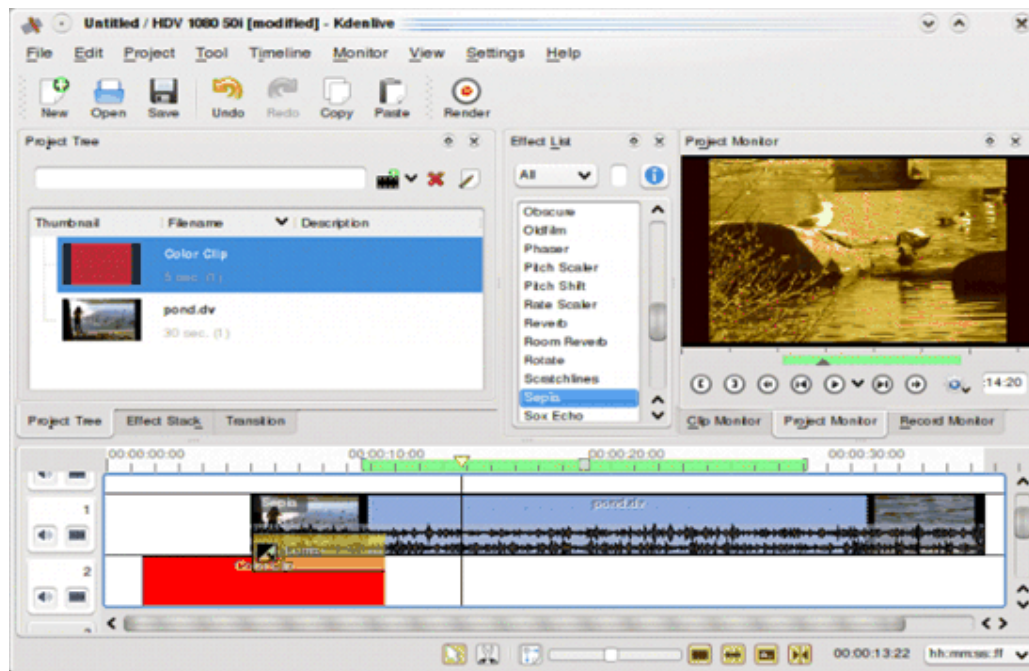 Untitled / HDV 1080 50i [modified] - Kdenlive
File Edit Project Tool Timeline Monitor View Settings Help
New Open Save Undo Redo Copy Paste Render
Project Tree
Effect List
Project Monitor
All
Thumbnail Filename Description
Color Clip
5 sec. (1)
pond.dv
30 sec. (1)
Obscure
Oldfilm
Phaser
Pitch Scaler
Pitch Shift
Rate Scaler
Reverb
Room Reverb
Rotate
Scratchlines
Sepia
Sox Echo
:14:20
Project Tree Effect Stack Transition
Clip Monitor Project Monitor Record Monitor
00:00:00:00 00:00:10:00 00:00:20:00 00:00:30:00
1
Sepia
pond.dv
2
00:00:13:22 hh:mm:ss:ff